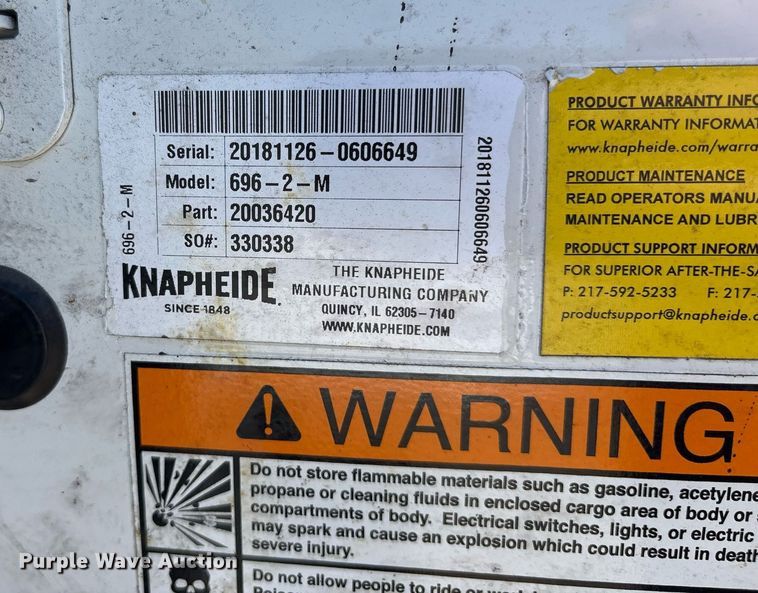 Serial: 20181126-0606649
Model: 696-2-M
Part: 20036420
SO#: 330338
696-2-M
201811260606649
KNAPHEIDE
SINCE 1848
THE KNAPHEIDE
MANUFACTURING COMPANY
QUINCY, IL 62305-7140
WWW.KNAPHEIDE.COM
PRODUCT WARRANTY INFO
FOR WARRANTY INFORMAT
www.knapheide.com/warra
PRODUCT MAINTENANCE
READ OPERATORS MANUA
MAINTENANCE AND LUBR
PRODUCT SUPPORT INFORM
FOR SUPERIOR AFTER-THE-SA
P: 217-592-5233 F: 217-
productsupport@knapheide.c
WARNING
Do not store flammable materials such as gasoline, acetylene
propane or cleaning fluids in enclosed cargo area of body or s
compartments of body. Electrical switches, lights, or electric
may spark and cause an explosion which could result in death
severe injury.
Do not allow people to ride or
Purple Wave Auction